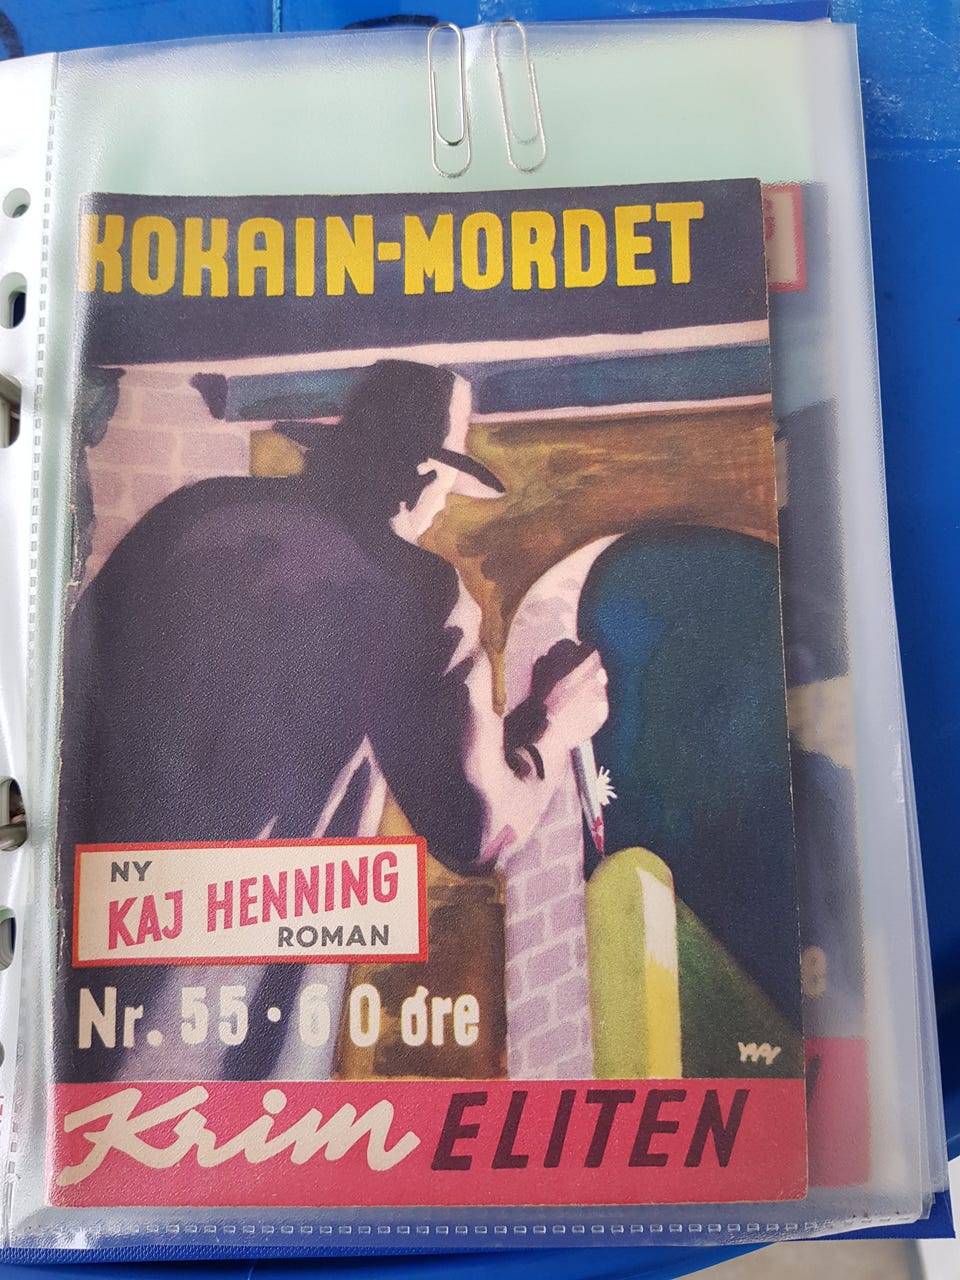 KOKAIN-MORDET
NY
KAJ HENNING
ROMAN
Nr. 55 · 60 øre
Krim ELITEN